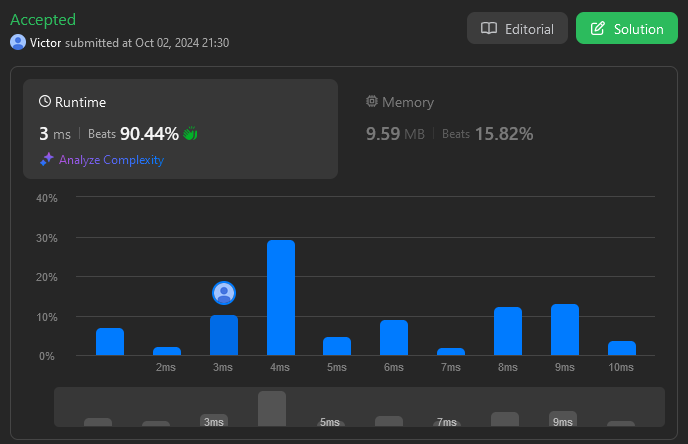 Accepted
Editorial
Solution
Victor submitted at Oct 02, 2024 21:30
Runtime
Memory
3 ms | Beats 90.44%
9.59 MB | Beats 15.82%
Analyze Complexity
40%
30%
20%
10%
0%
2ms 3ms 4ms 5ms 6ms 7ms 8ms 9ms 10ms
3ms 5ms 7ms 9ms